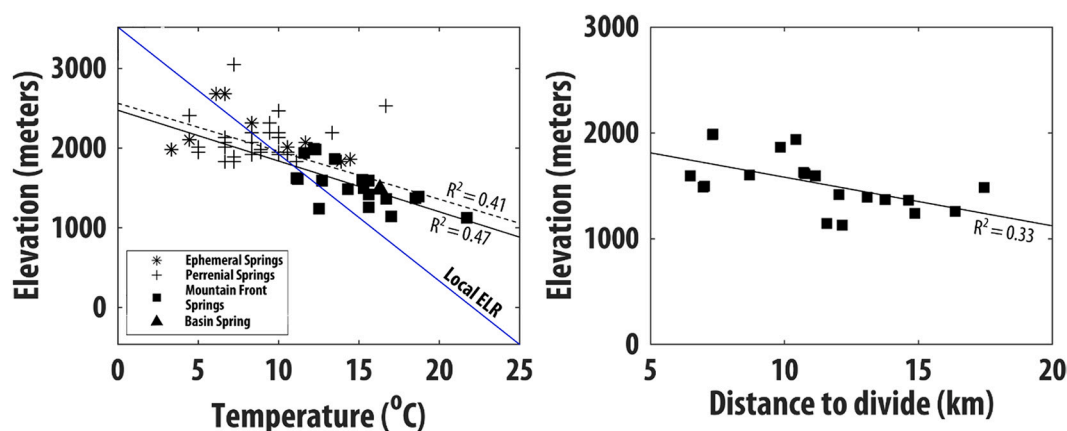 Elevation (meters)
3000
2000
1000
0
0 5 10 15 20 25
Temperature (⁰C)
R² = 0.41
R² = 0.47
Local ELR
Ephemeral Springs
Perrenial Springs
Mountain Front
Springs
Basin Spring
Elevation (meters)
3000
2000
1000
0
5 10 15 20
Distance to divide (km)
R² = 0.33